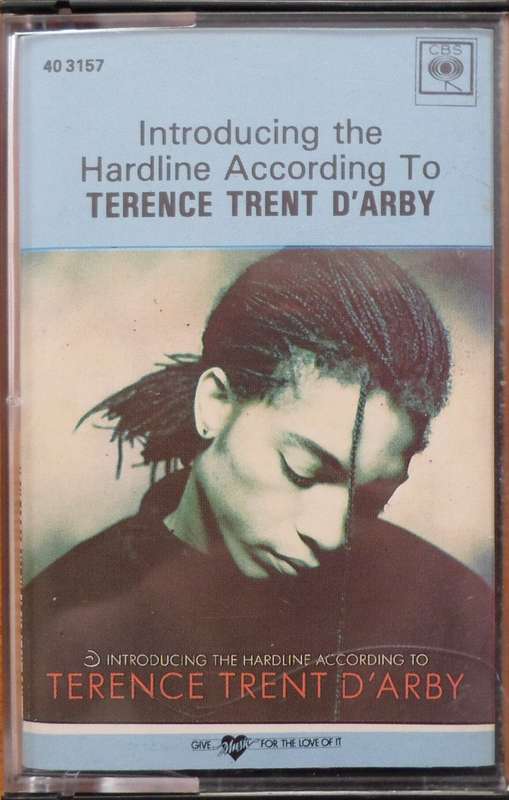 40 3157
CBS
Introducing the
Hardline According To
TERENCE TRENT D'ARBY
INTRODUCING THE HARDLINE ACCORDING TO
TERENCE TRENT D'ARBY
GIVE Music FOR THE LOVE OF IT